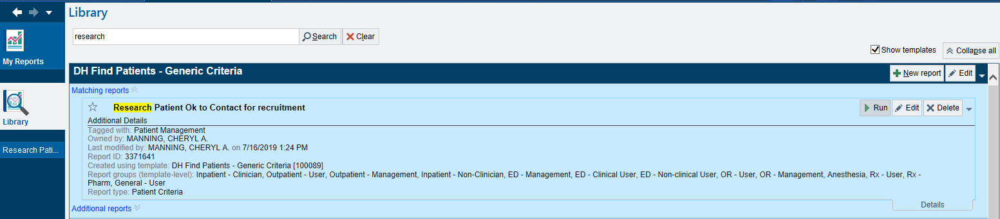 Library
research
Search
Clear
My Reports
Show templates
Collapse all
DH Find Patients - Generic Criteria
New report
Edit
Matching reports
Research Patient Ok to Contact for recruitment
Run
Edit
Delete
Library
Additional Details
Tagged with: Patient Management
Owned by: MANNING, CHERYL A.
Last modified by: MANNING, CHERYL A. on 7/16/2019 1:24 PM
Research Pati...
Report ID: 3371641
Created using template: DH Find Patients - Generic Criteria [100089]
Report groups (template-level): Inpatient - Clinician, Outpatient - User, Outpatient - Management, Inpatient - Non-Clinician, ED - Management, ED - Clinical User, ED - Non-clinical User, OR - User, OR - Management, Anesthesia, Rx - User, Rx -
Pharm, General - User
Report type: Patient Criteria
Additional reports
Details